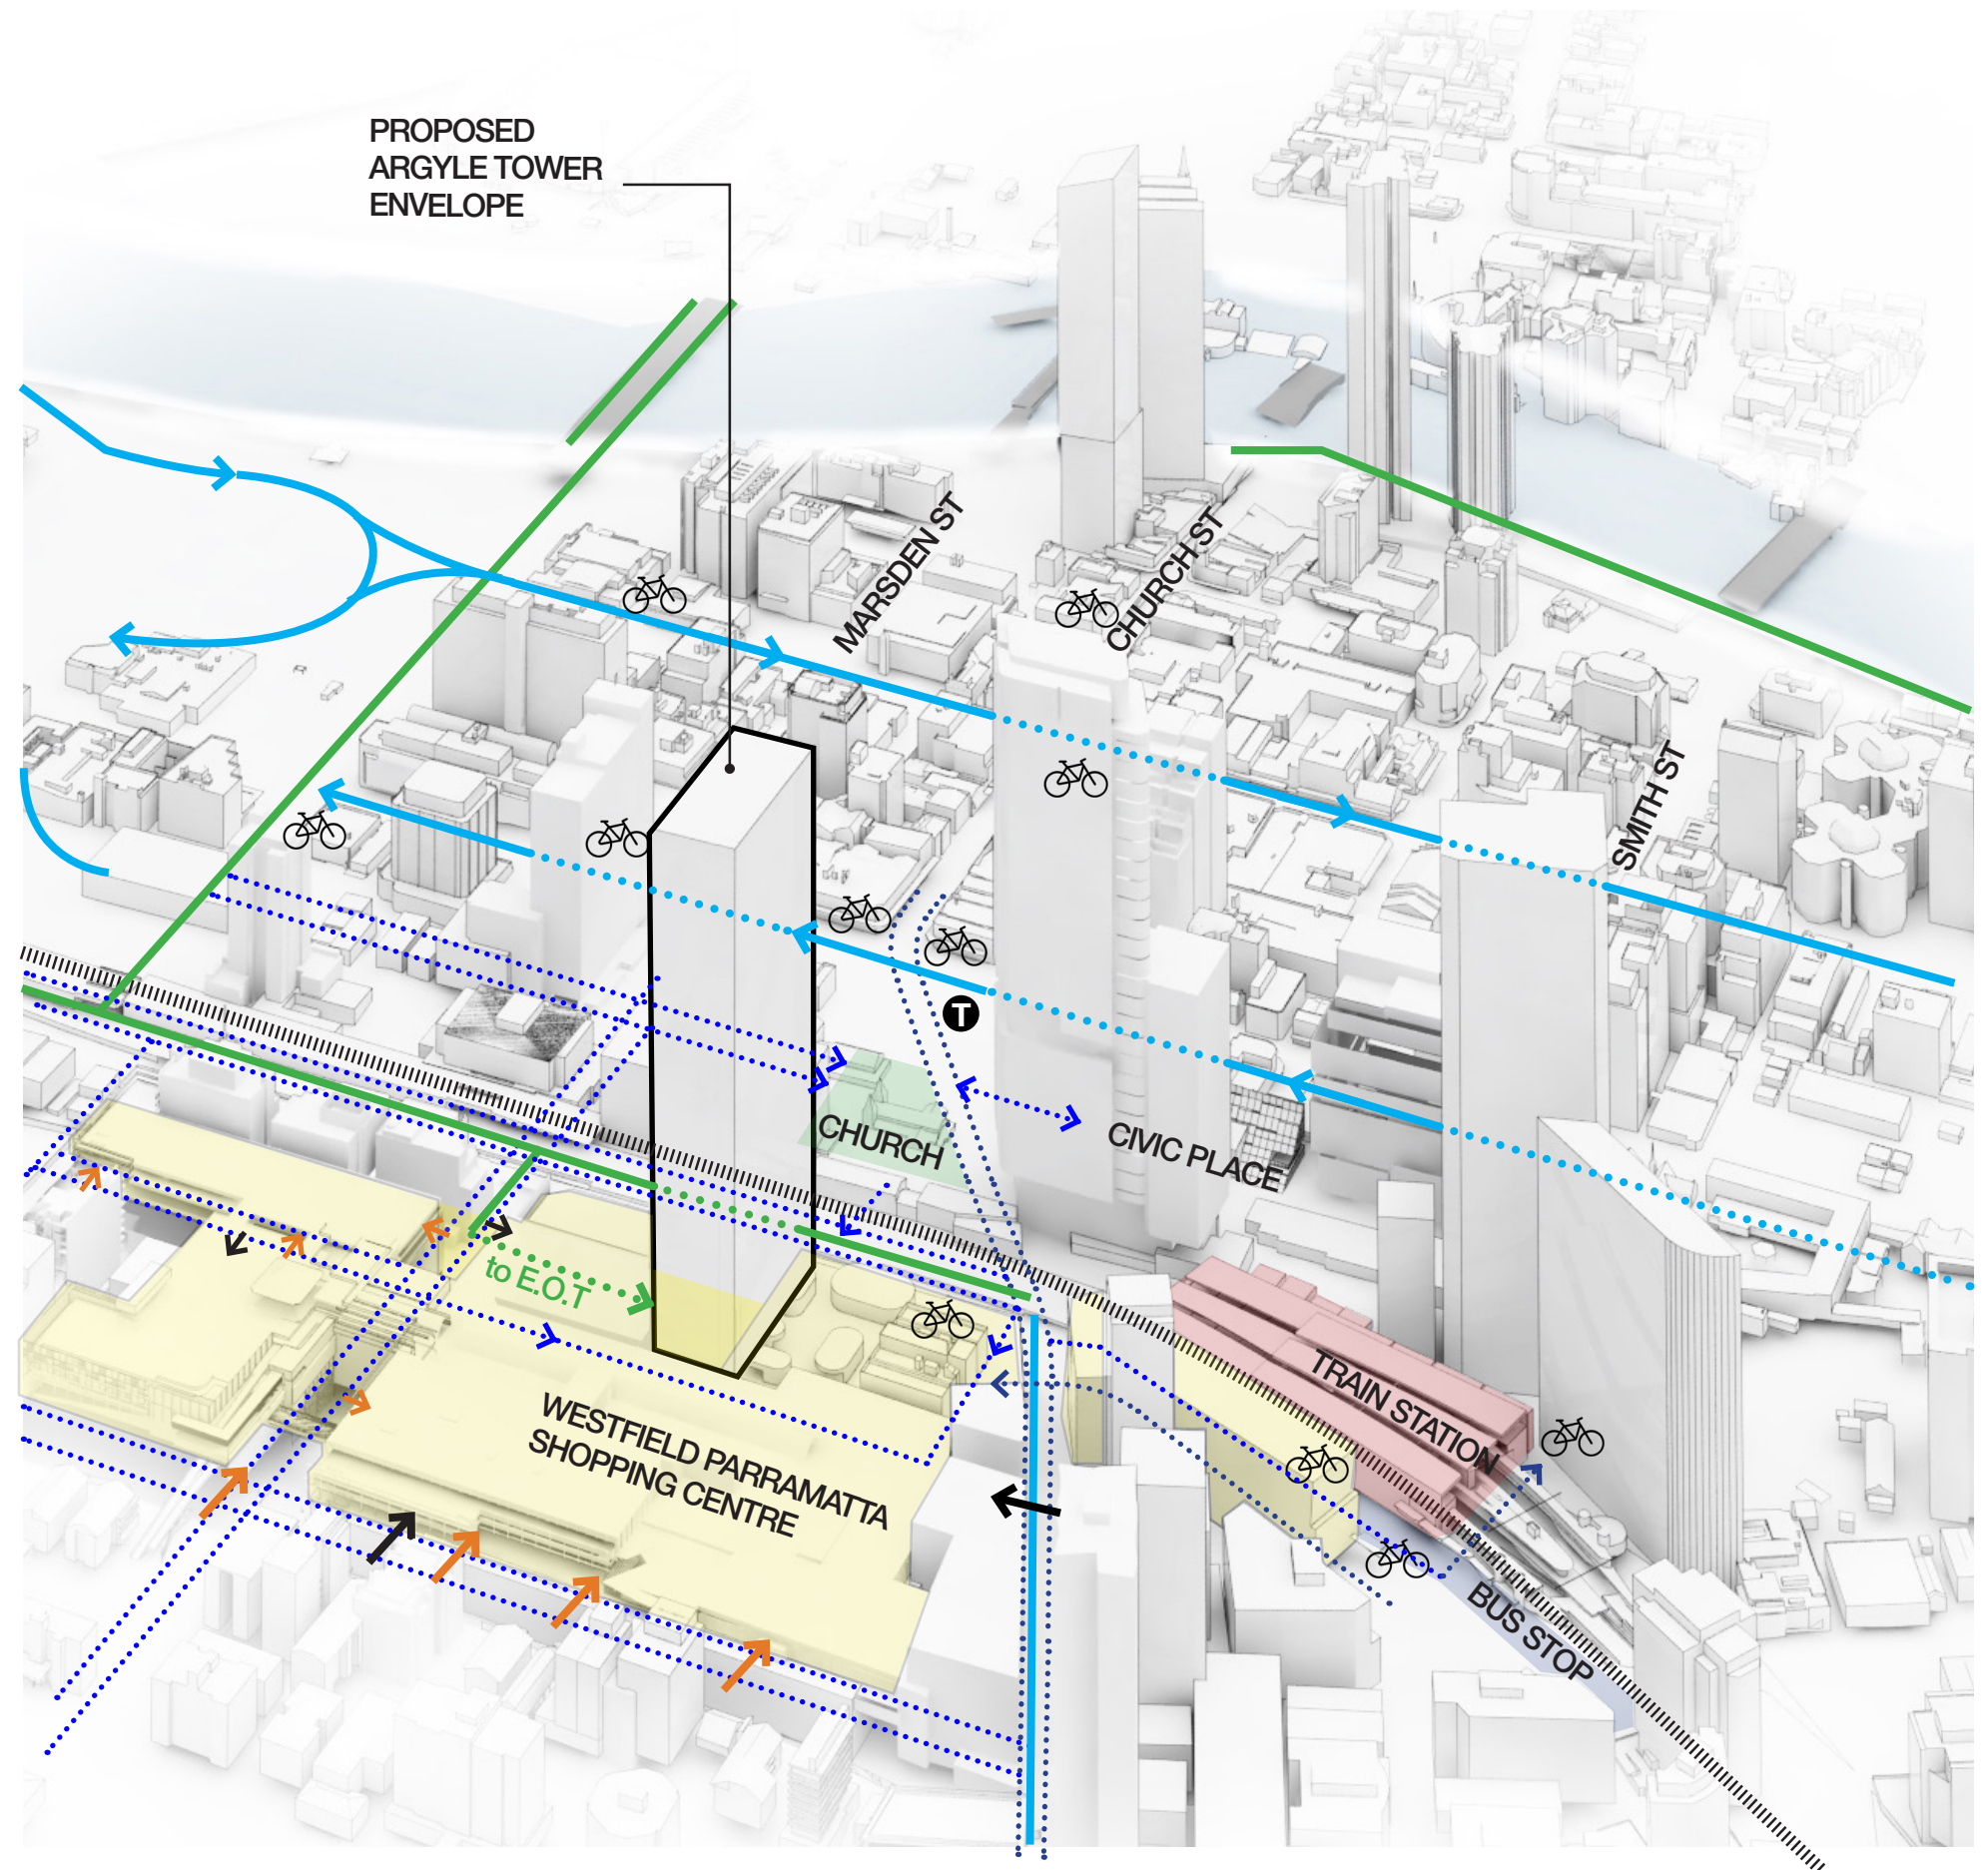 PROPOSED
ARGYLE TOWER
ENVELOPE
MARSDEN ST
CHURCH ST
SMITH ST
T
CHURCH
CIVIC PLACE
to E.O.T
TRAIN STATION
WESTFIELD PARRAMATTA
SHOPPING CENTRE
BUS STOP